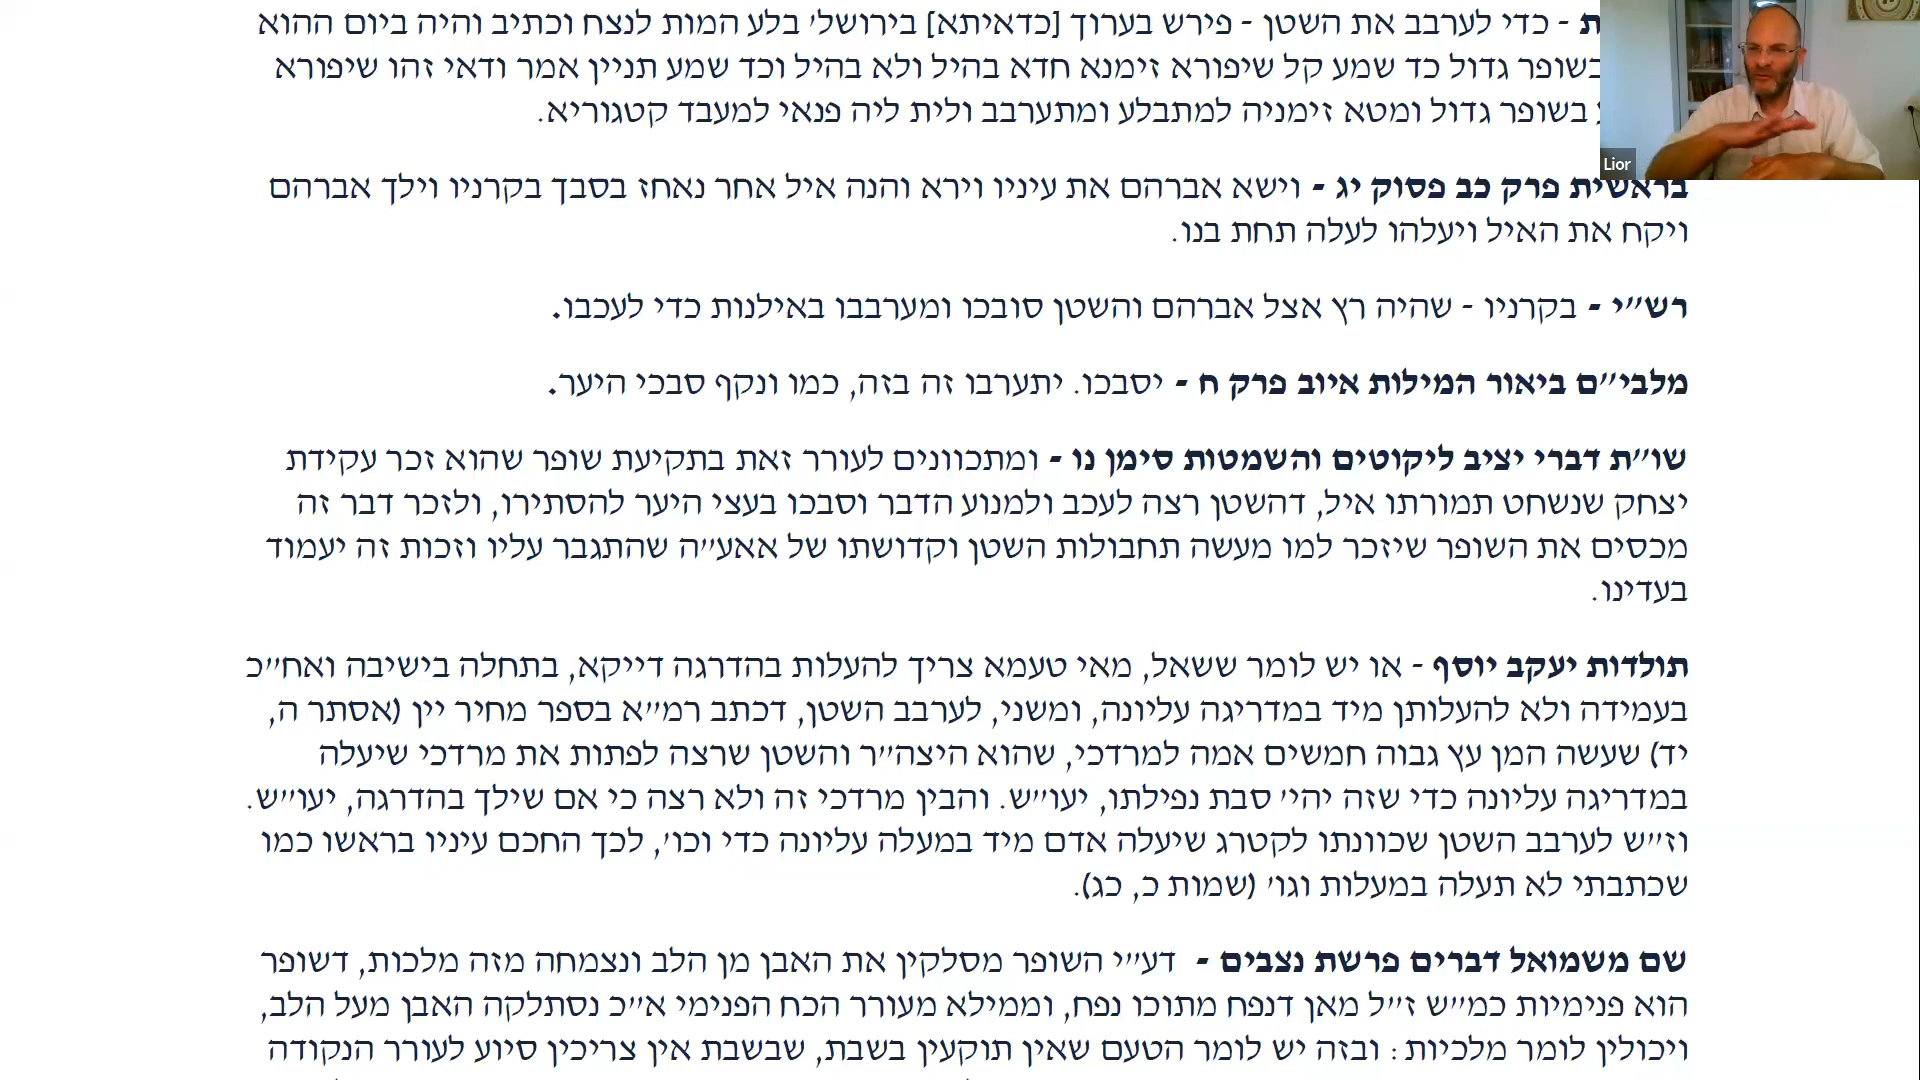 - כדי לערבב את השטן - פירש בערוך [כדאיתא] בירושל׳ בלע המות לנצח וכתיב והיה ביום ההוא
בשופר גדול כד שמע קל שיפורא זימנא חדא בהיל ולא בהיל וכד שמע תניין אמר ודאי זהו שיפורא
בשופר גדול ומטא זימניה למתבלע ומתערבב ולית ליה פנאי למעבד קטגוריא.
Lior
בראשית פרק כב פסוק יג - וישא אברהם את עיניו וירא והנה איל אחר נאחז בסבך בקרניו וילך אברהם
ויקח את האיל ויעלהו לעלה תחת בנו.
רש״י - בקרניו - שהיה רץ אצל אברהם והשטן סובכו ומערבבו באילנות כדי לעכבו.
מלבי״ם ביאור המילות איוב פרק ח - יסבכו. יתערבו זה בזה, כמו ונקף סבכי היער.
שו״ת דברי יציב ליקוטים והשמטות סימן נו - ומתכוונים לעורר זאת בתקיעת שופר שהוא זכר עקידת
יצחק שנשחט תמורתו איל, דהשטן רצה לעכב ולמנוע הדבר וסבכו בעצי היער להסתירו, ולזכר דבר זה
מכסים את השופר שיזכר למו מעשה תחבולות השטן וקדושתו של אאע״ה שהתגבר עליו וזכות זה יעמוד
בעדינו.
תולדות יעקב יוסף - או יש לומר ששאל, מאי טעמא צריך להעלות בהדרגה דייקא, בתחלה בישיבה ואח״כ
בעמידה ולא להעלותן מיד במדריגה עליונה, ומשני, לערבב השטן, דכתב רמ״א בספר מחיר יין (אסתר ה,
יד) שעשה המן עץ גבוה חמשים אמה למרדכי, שהוא היצה״ר והשטן שרצה לפתות את מרדכי שיעלה
במדריגה עליונה כדי שזה יהי׳ סבת נפילתו, יעו״ש. והבין מרדכי זה ולא רצה כי אם שילך בהדרגה, יעו״ש.
וז״ש לערבב השטן שכוונתו לקטרג שיעלה אדם מיד במעלה עליונה כדי וכו׳, לכך החכם עיניו בראשו כמו
שכתבתי לא תעלה במעלות וגו׳ (שמות כ, כג).
שם משמואל דברים פרשת נצבים - דע״י השופר מסלקין את האבן מן הלב ונצמחה מזה מלכות, דשופר
הוא פנימיות כמ״ש ז״ל מאן דנפח מתוכו נפח, וממילא מעורר הכח הפנימי א״כ נסתלקה האבן מעל הלב,
ויכולין לומר מלכיות: ובזה יש לומר הטעם שאין תוקעין בשבת, שבשבת אין צריכין סיוע לעורר הנקודה